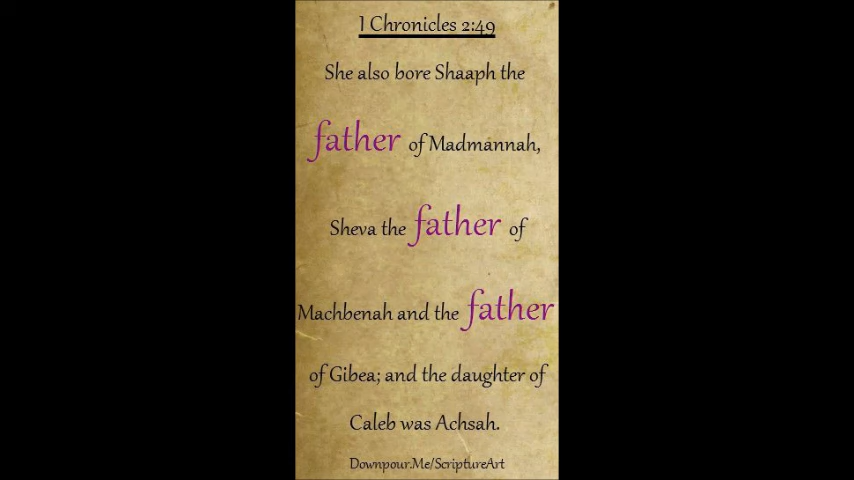 I Chronicles 2:49
She also bore Shaaph the
father of Madmannah,
Sheva the father of
Machbenah and the father
of Gibea; and the daughter of
Caleb was Achsah.
Downpour.Me/ScriptureArt